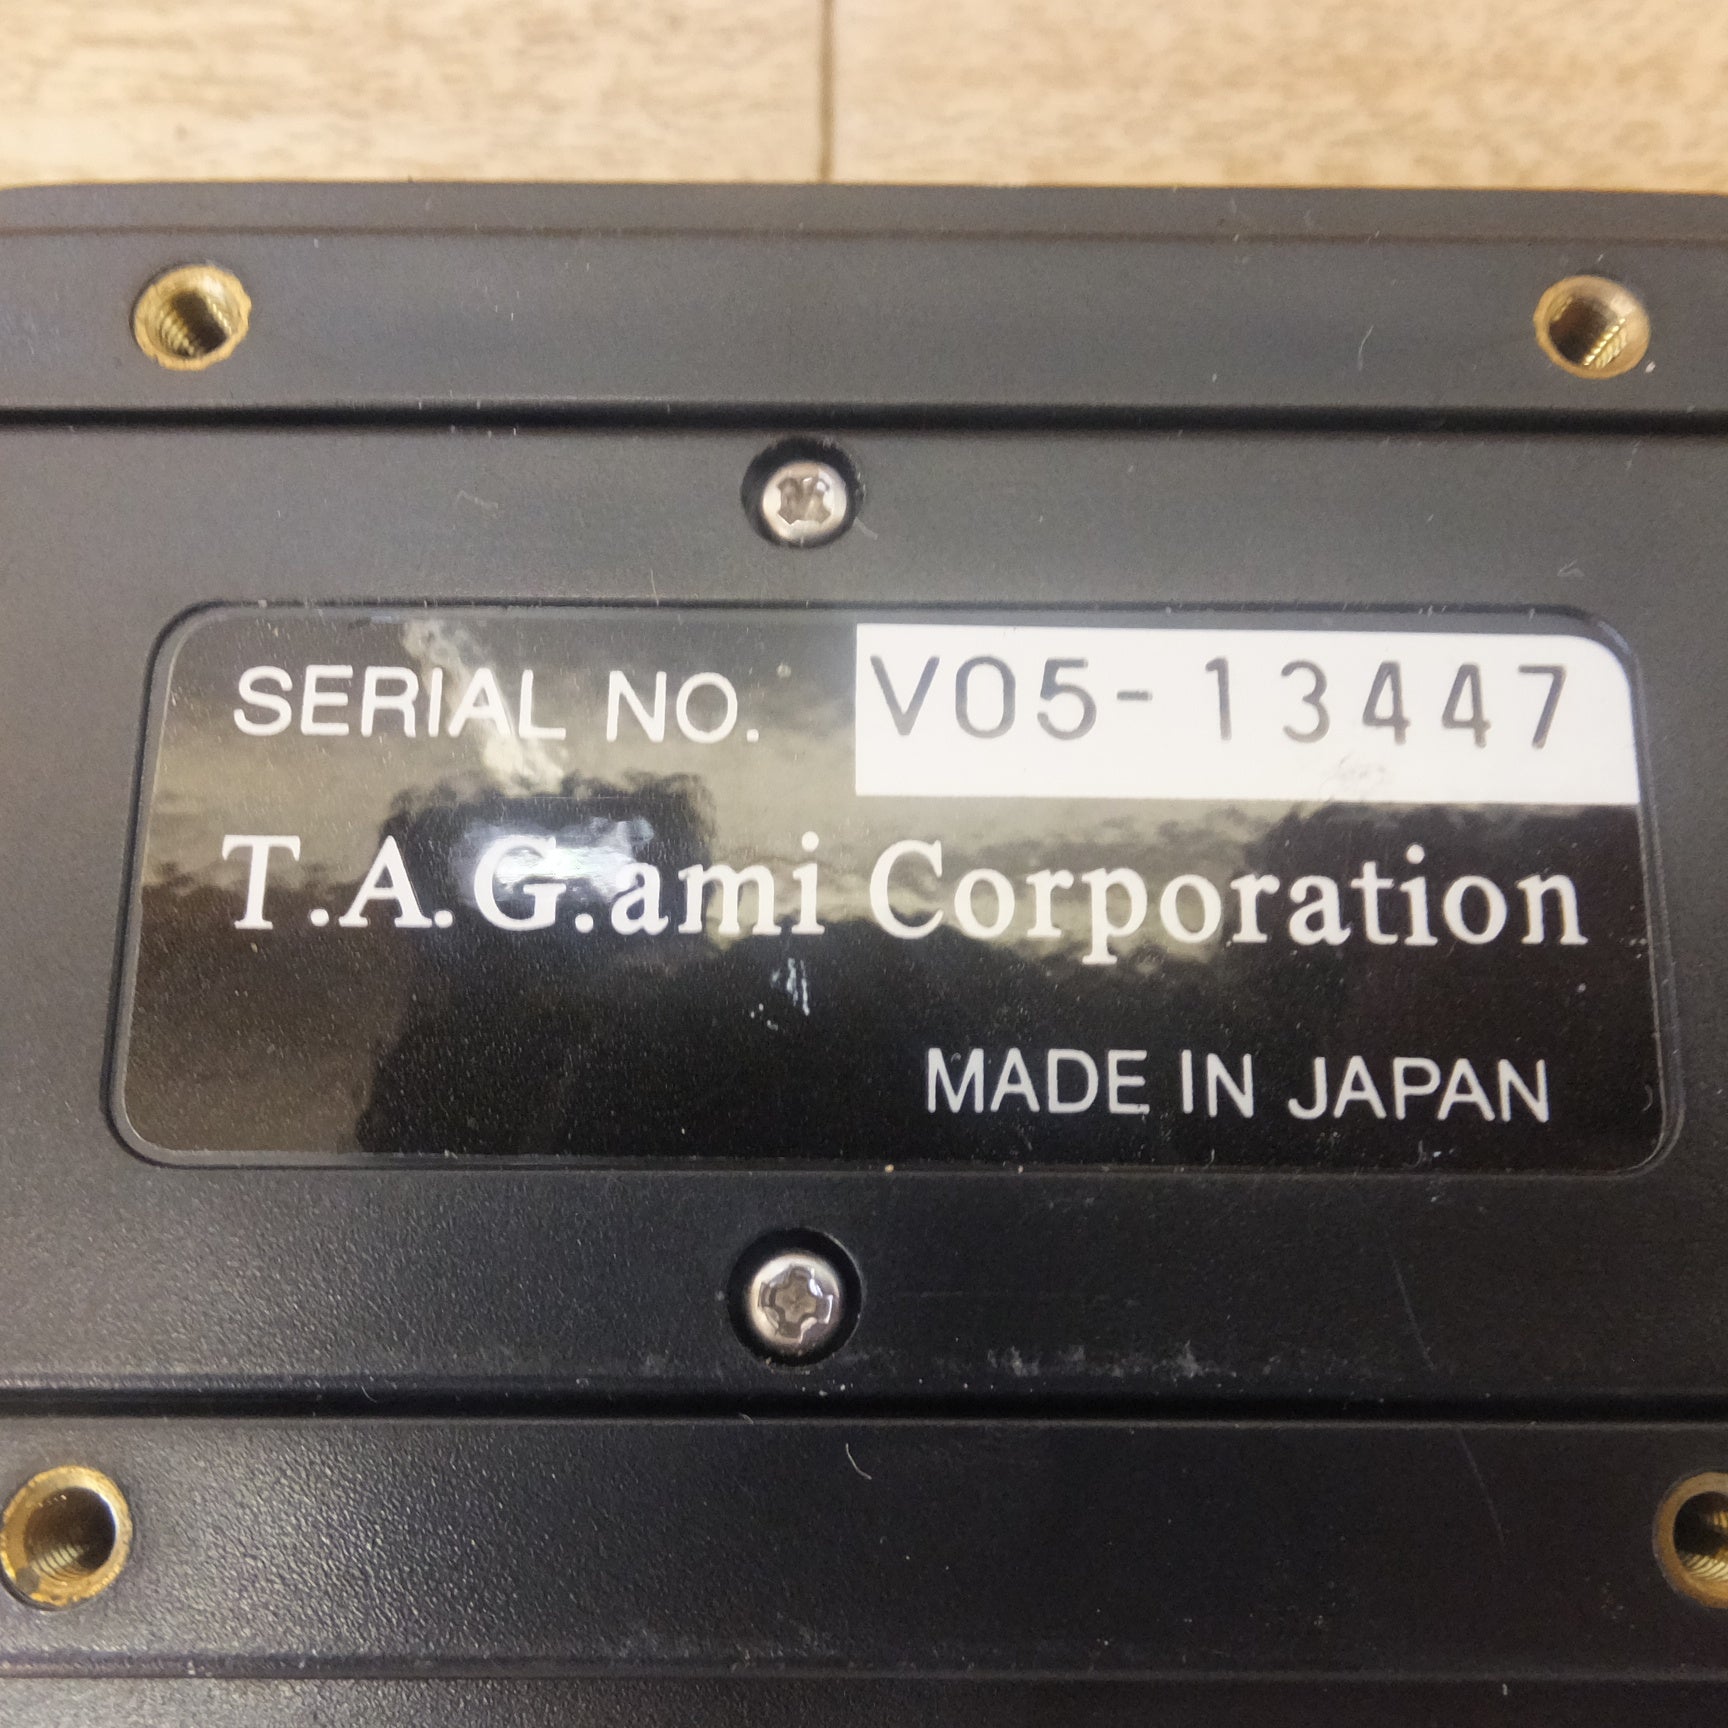 SERIAL NO. V05-13447
T.A.G.ami Corporation
MADE IN JAPAN